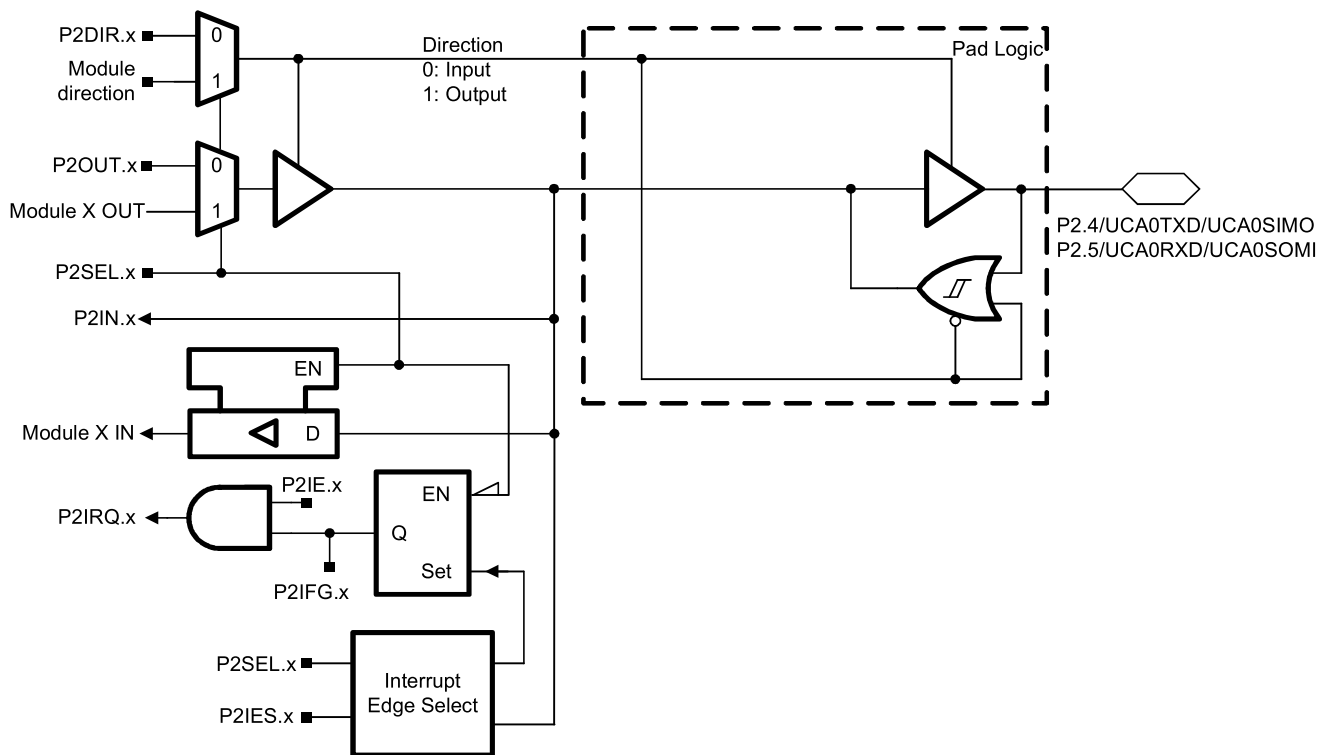 P2DIR.x
0
Module
direction
1
Direction
0: Input
1: Output
Pad Logic
P2OUT.x
0
Module X OUT
1
P2.4/UCA0TXD/UCA0SIMO
P2.5/UCA0RXD/UCA0SOMI
P2SEL.x
P2IN.x
EN
Module X IN
D
P2IE.x
EN
P2IRQ.x
Q
Set
P2IFG.x
P2SEL.x
Interrupt
Edge Select
P2IES.x